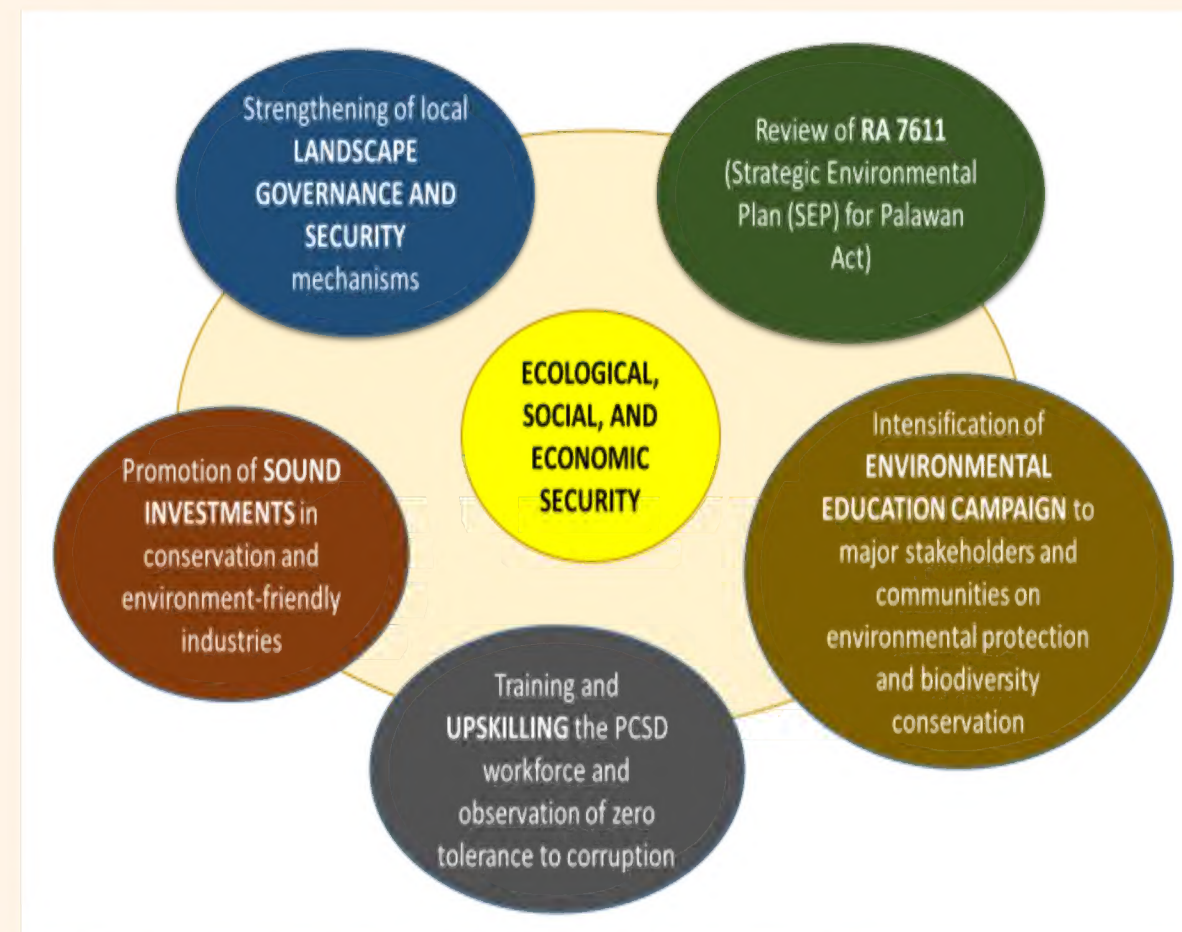 Strengthening of local
LANDSCAPE
GOVERNANCE AND
SECURITY
mechanisms
Review of RA 7611
(Strategic Environmental
Plan (SEP) for Palawan
Act)
ECOLOGICAL,
SOCIAL, AND
ECONOMIC
SECURITY
Promotion of SOUND
INVESTMENTS in
conservation and
environment-friendly
industries
Intensification of
ENVIRONMENTAL
EDUCATION CAMPAIGN to
major stakeholders and
communities on
environmental protection
and biodiversity
conservation
Training and
UPSKILLING the PCSD
workforce and
observation of zero
tolerance to corruption